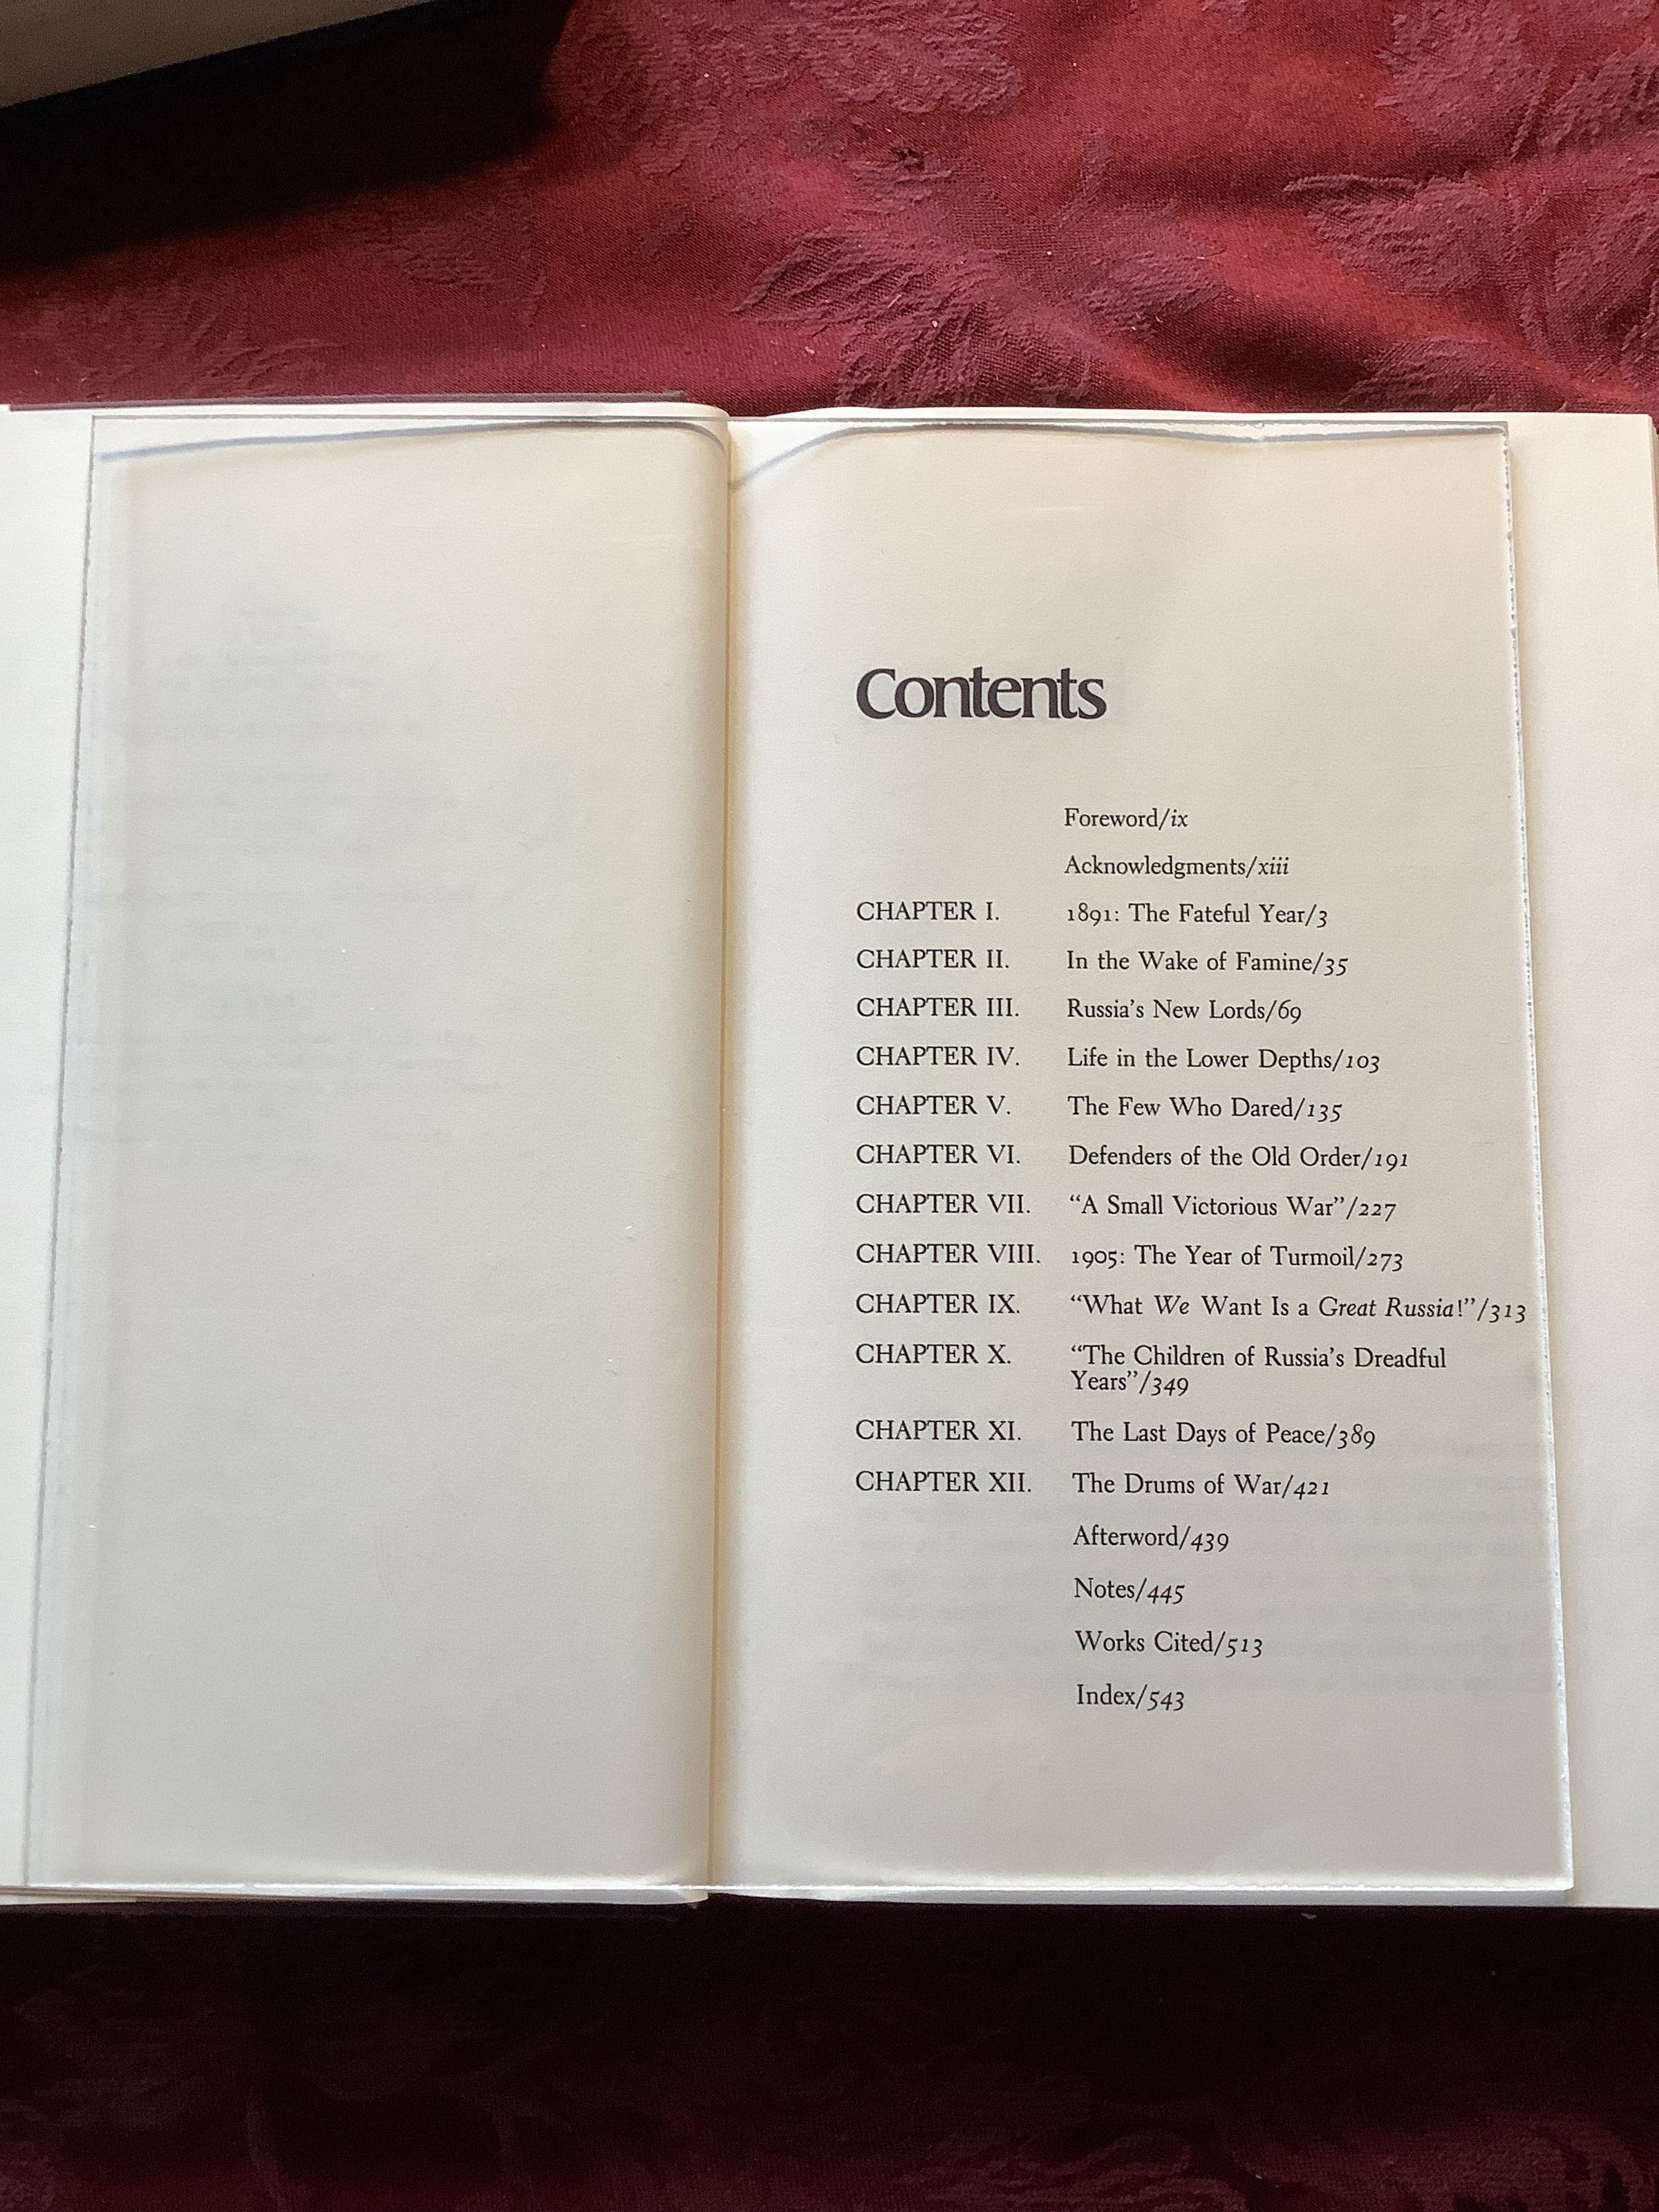 Contents
Foreword/ix
Acknowledgments/xiii
CHAPTER I. 1891: The Fateful Year/3
CHAPTER II. In the Wake of Famine/35
CHAPTER III. Russia's New Lords/69
CHAPTER IV. Life in the Lower Depths/103
CHAPTER V. The Few Who Dared/135
CHAPTER VI. Defenders of the Old Order/191
CHAPTER VII. “A Small Victorious War”/227
CHAPTER VIII. 1905: The Year of Turmoil/273
CHAPTER IX. “What We Want Is a Great Russia!”/313
CHAPTER X. “The Children of Russia's Dreadful
Years”/349
CHAPTER XI. The Last Days of Peace/389
CHAPTER XII. The Drums of War/421
Afterword/439
Notes/445
Works Cited/513
Index/543